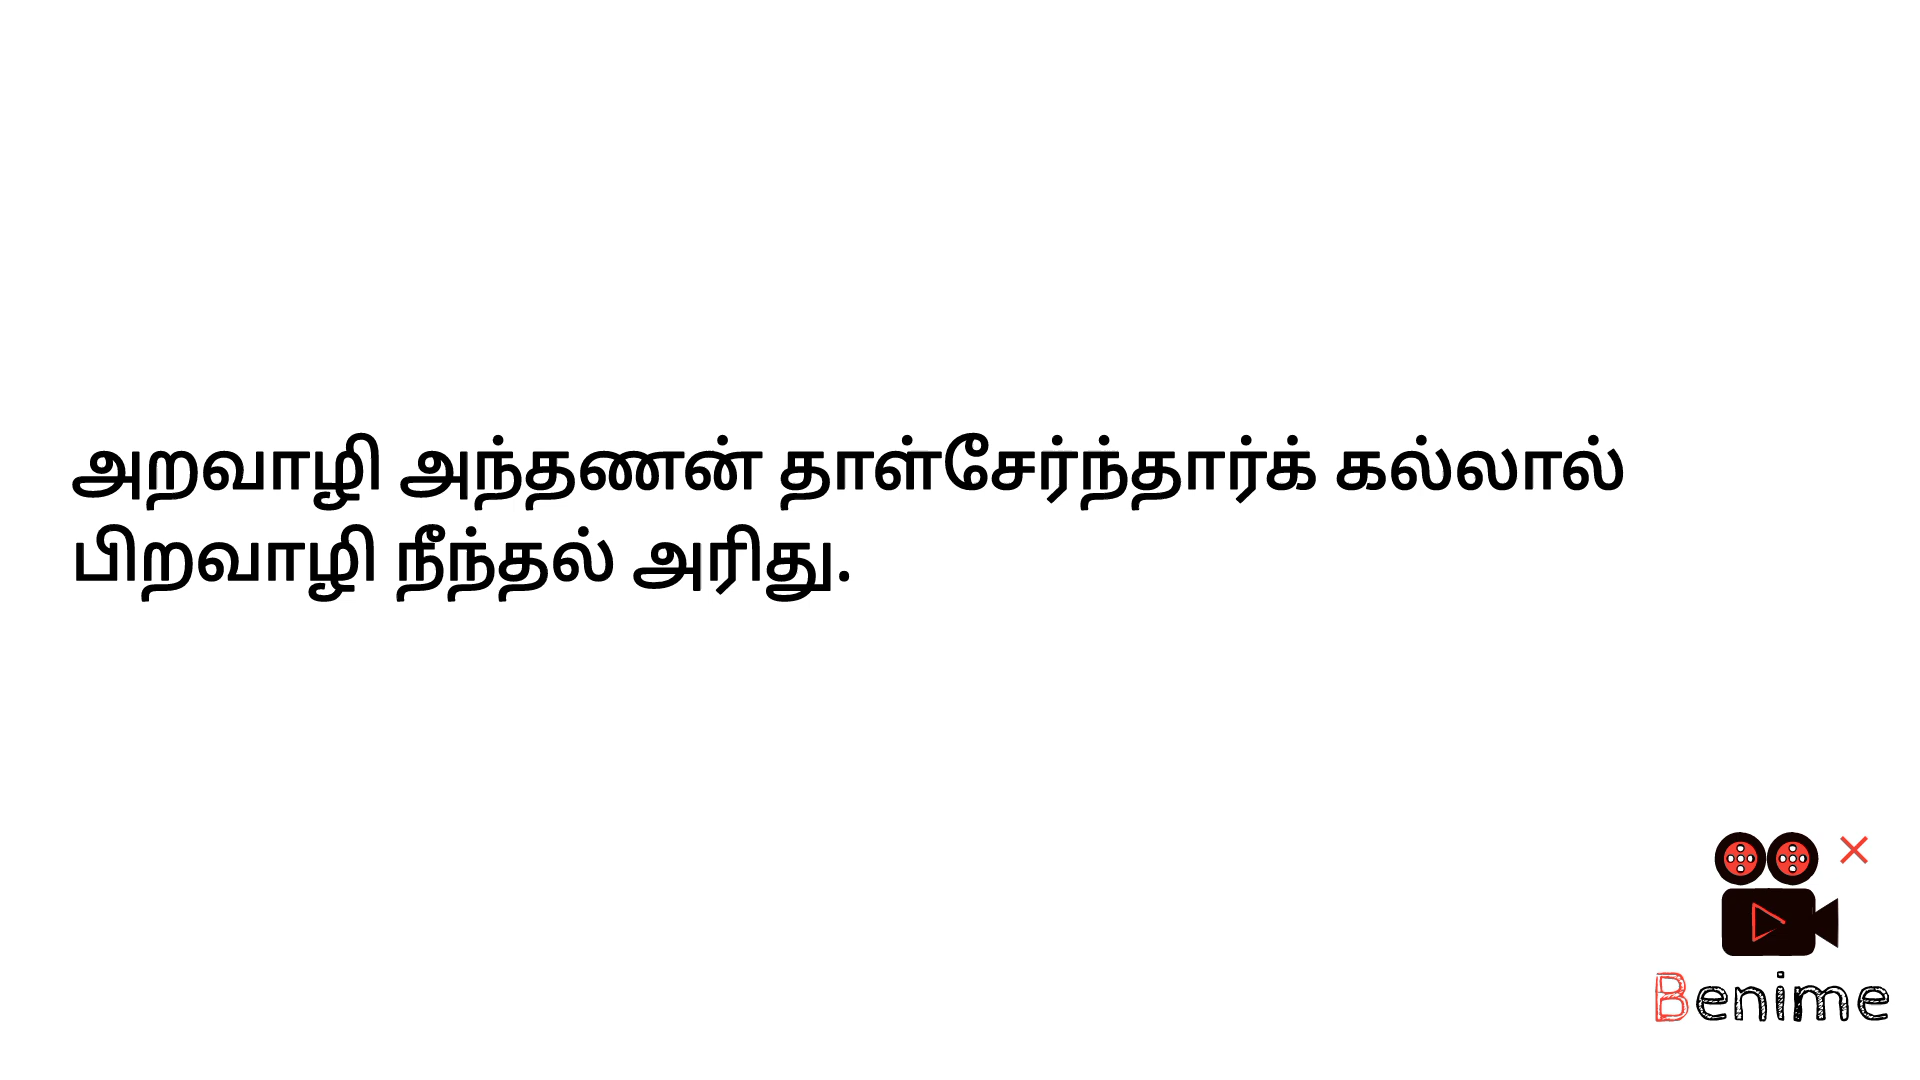 அறவாழி அந்தணன் தாள்சேர்ந்தார்க் கல்லால்
பிறவாழி நீந்தல் அரிது.
Benime